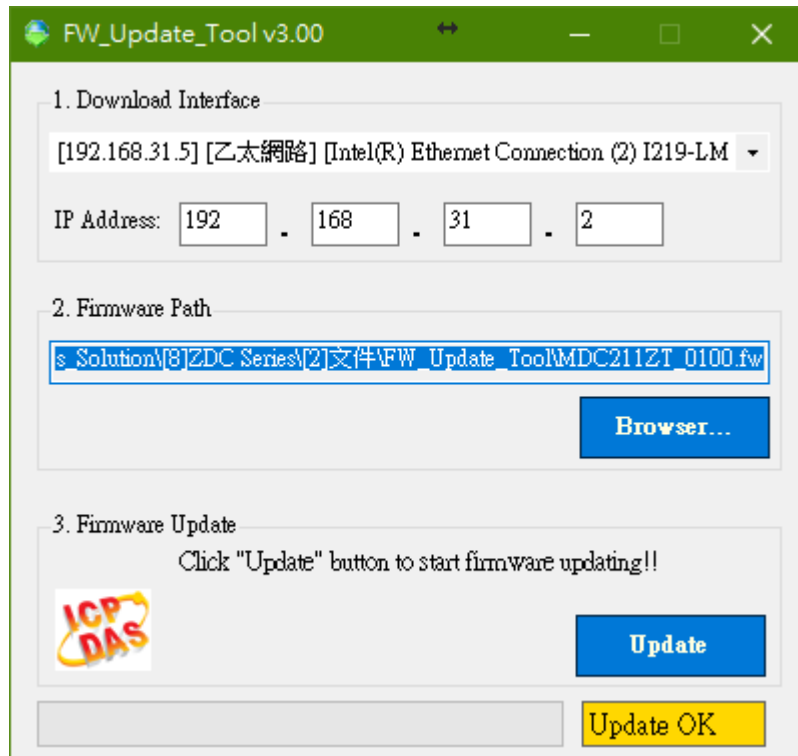 FW_Update_Tool v3.00
1. Download Interface
[192.168.31.5] [乙太網路] [Intel(R) Ethernet Connection (2) I219-LM
IP Address: 192 . 168 . 31 . 2
2. Firmware Path
s_Solution\[8]ZDC Series\[2]文件\FW_Update_Tool\MDC211ZT_0100.fw
Browser...
3. Firmware Update
Click "Update" button to start firmware updating!!
ICP
DAS
Update
Update OK